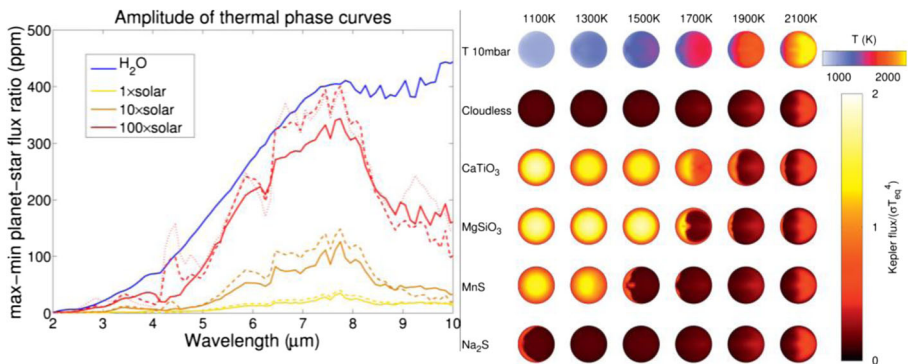 Amplitude of thermal phase curves
max-min planet-star flux ratio (ppm)
500
400
300
200
100
0
H₂O
1×solar
10×solar
100×solar
2 3 4 5 6 7 8 9 10
Wavelength (μm)
1100K 1300K 1500K 1700K 1900K 2100K
T 10mbar
Cloudless
CaTiO₃
MgSiO₃
MnS
Na₂S
T (K)
1000 2000
2
1
0
Kepler flux/(σTeq⁴)